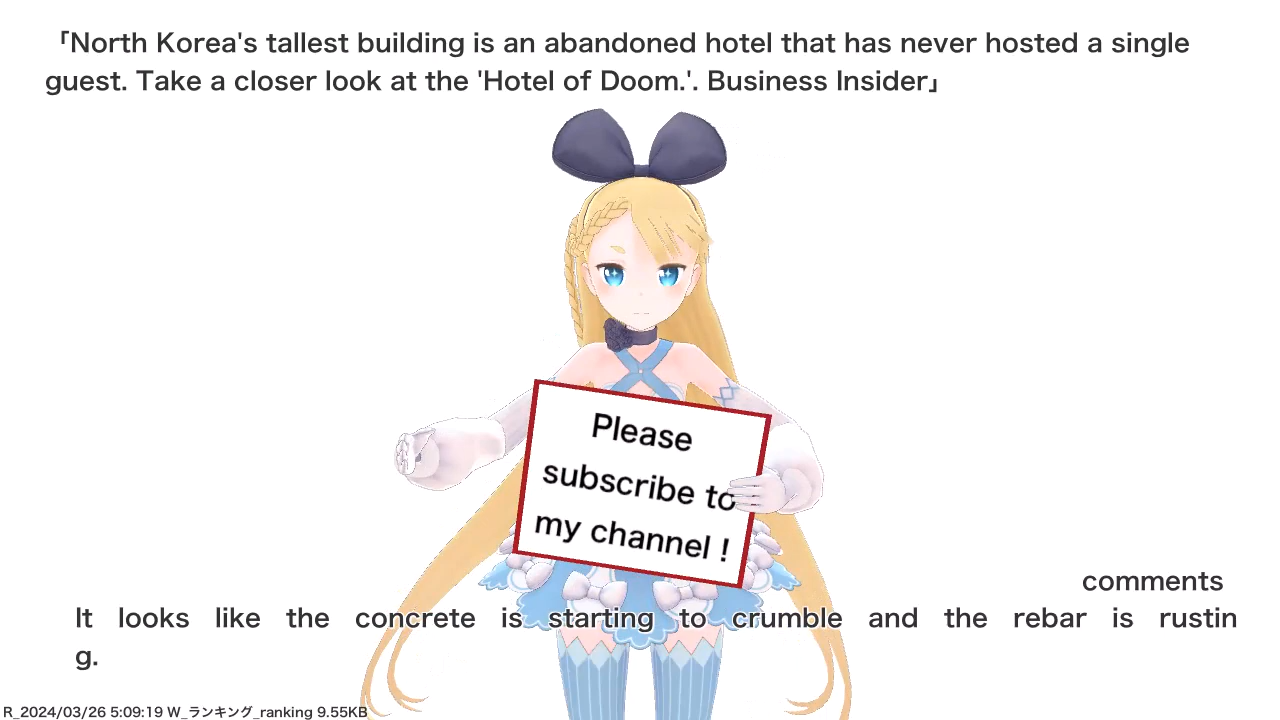 「North Korea's tallest building is an abandoned hotel that has never hosted a single
guest. Take a closer look at the 'Hotel of Doom.'. Business Insider」
Please
subscribe to
my channel !
comments
It looks like the concrete is starting to crumble and the rebar is rustin
g.
R_2024/03/26 5:09:19 W_ランキング_ranking 9.55KB